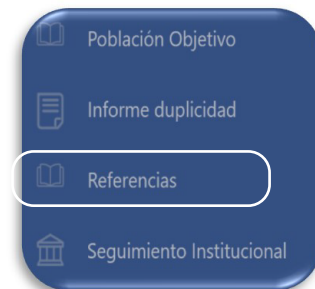 Población Objetivo
Informe duplicidad
Referencias
Seguimiento Institucional